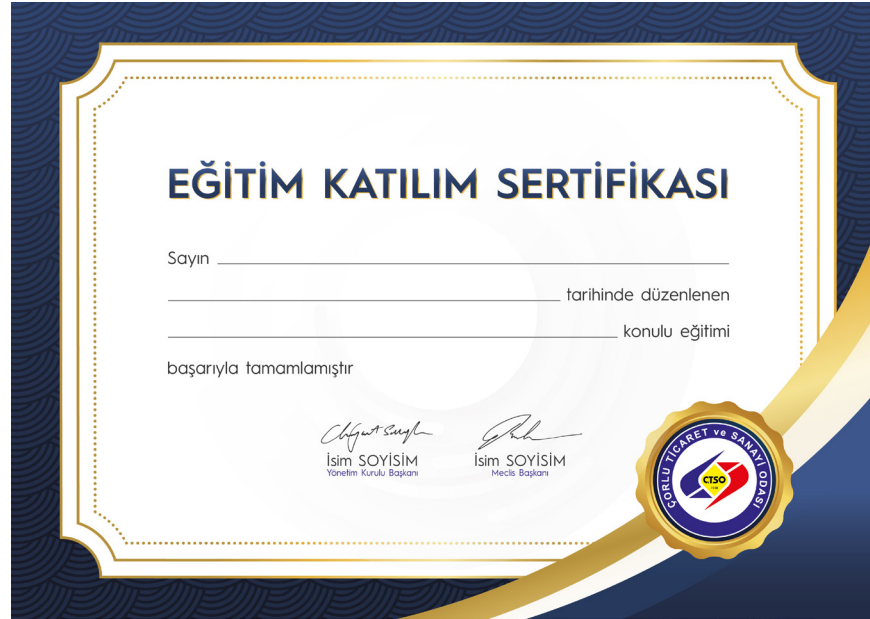 EĞİTİM KATILIM SERTİFİKASI
Sayın
tarihinde düzenlenen
konulu eğitimi
başarıyla tamamlamıştır
İsim SOYİSİM
Yönetim Kurulu Başkanı
İsim SOYİSİM
Meclis Başkanı
ÇORLU TİCARET ve SANAYİ ODASI
CTSO